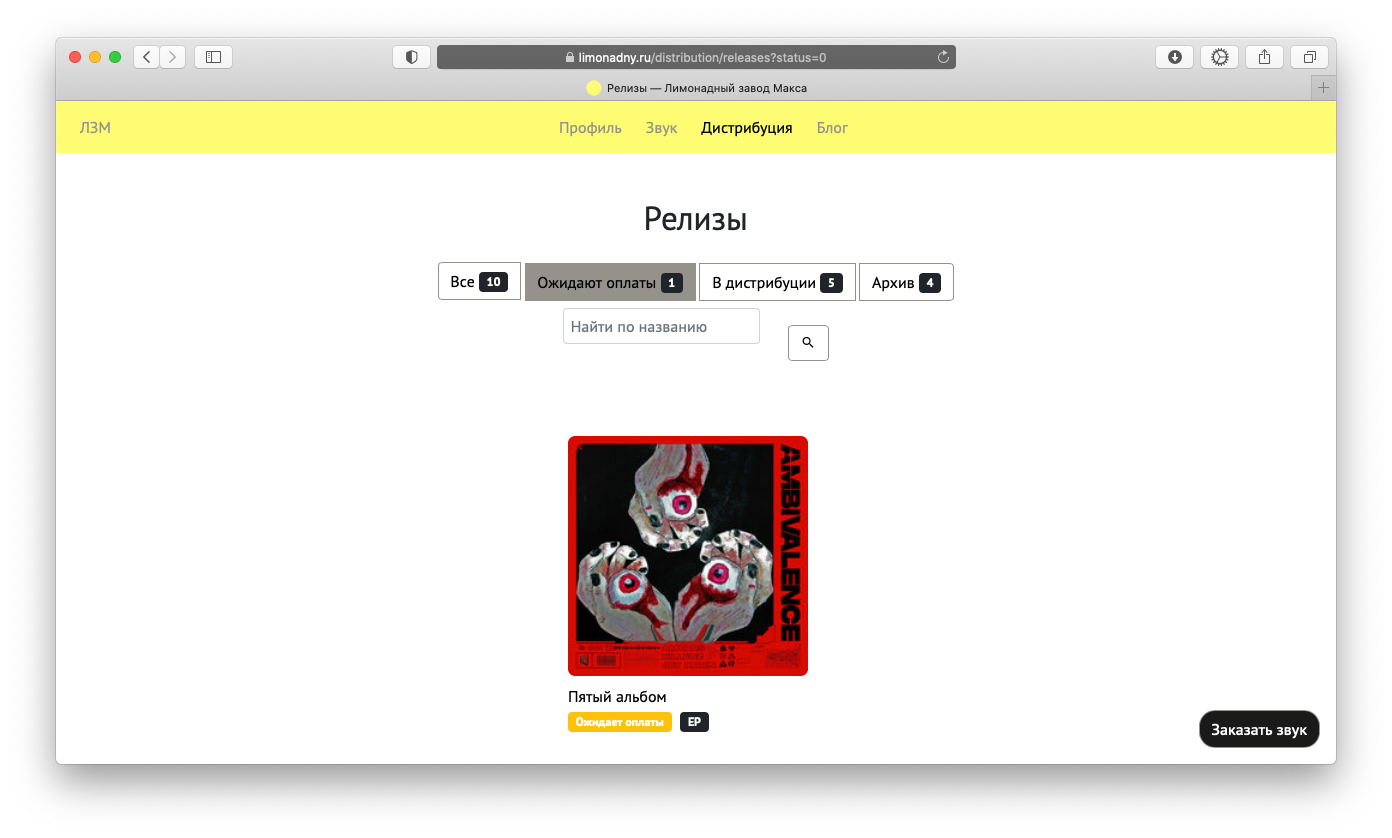 limonadny.ru/distribution/releases?status=0
Релизы — Лимонадный завод Макса
ЛЗМ Профиль Звук Дистрибуция Блог
Релизы
Все 10 Ожидают оплаты 1 В дистрибуции 5 Архив 4
Найти по названию
AMBIVALENCE
Пятый альбом
Ожидает оплаты EP
Заказать звук